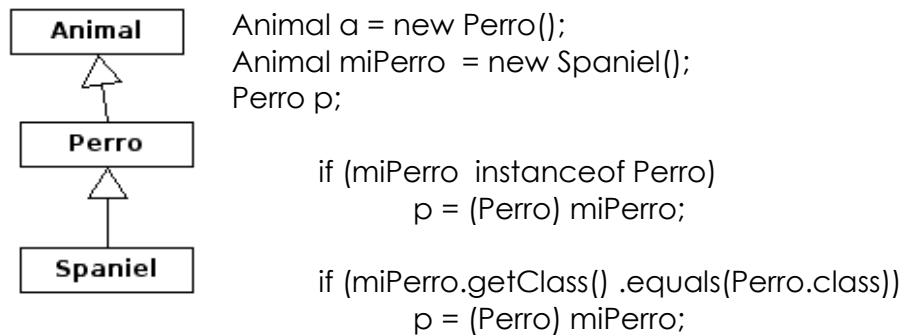 Animal
Perro
Spaniel
Animal a = new Perro();
Animal miPerro  = new Spaniel();
Perro p;
if (miPerro  instanceof Perro)
p = (Perro) miPerro;
if (miPerro.getClass() .equals(Perro.class))
p = (Perro) miPerro;